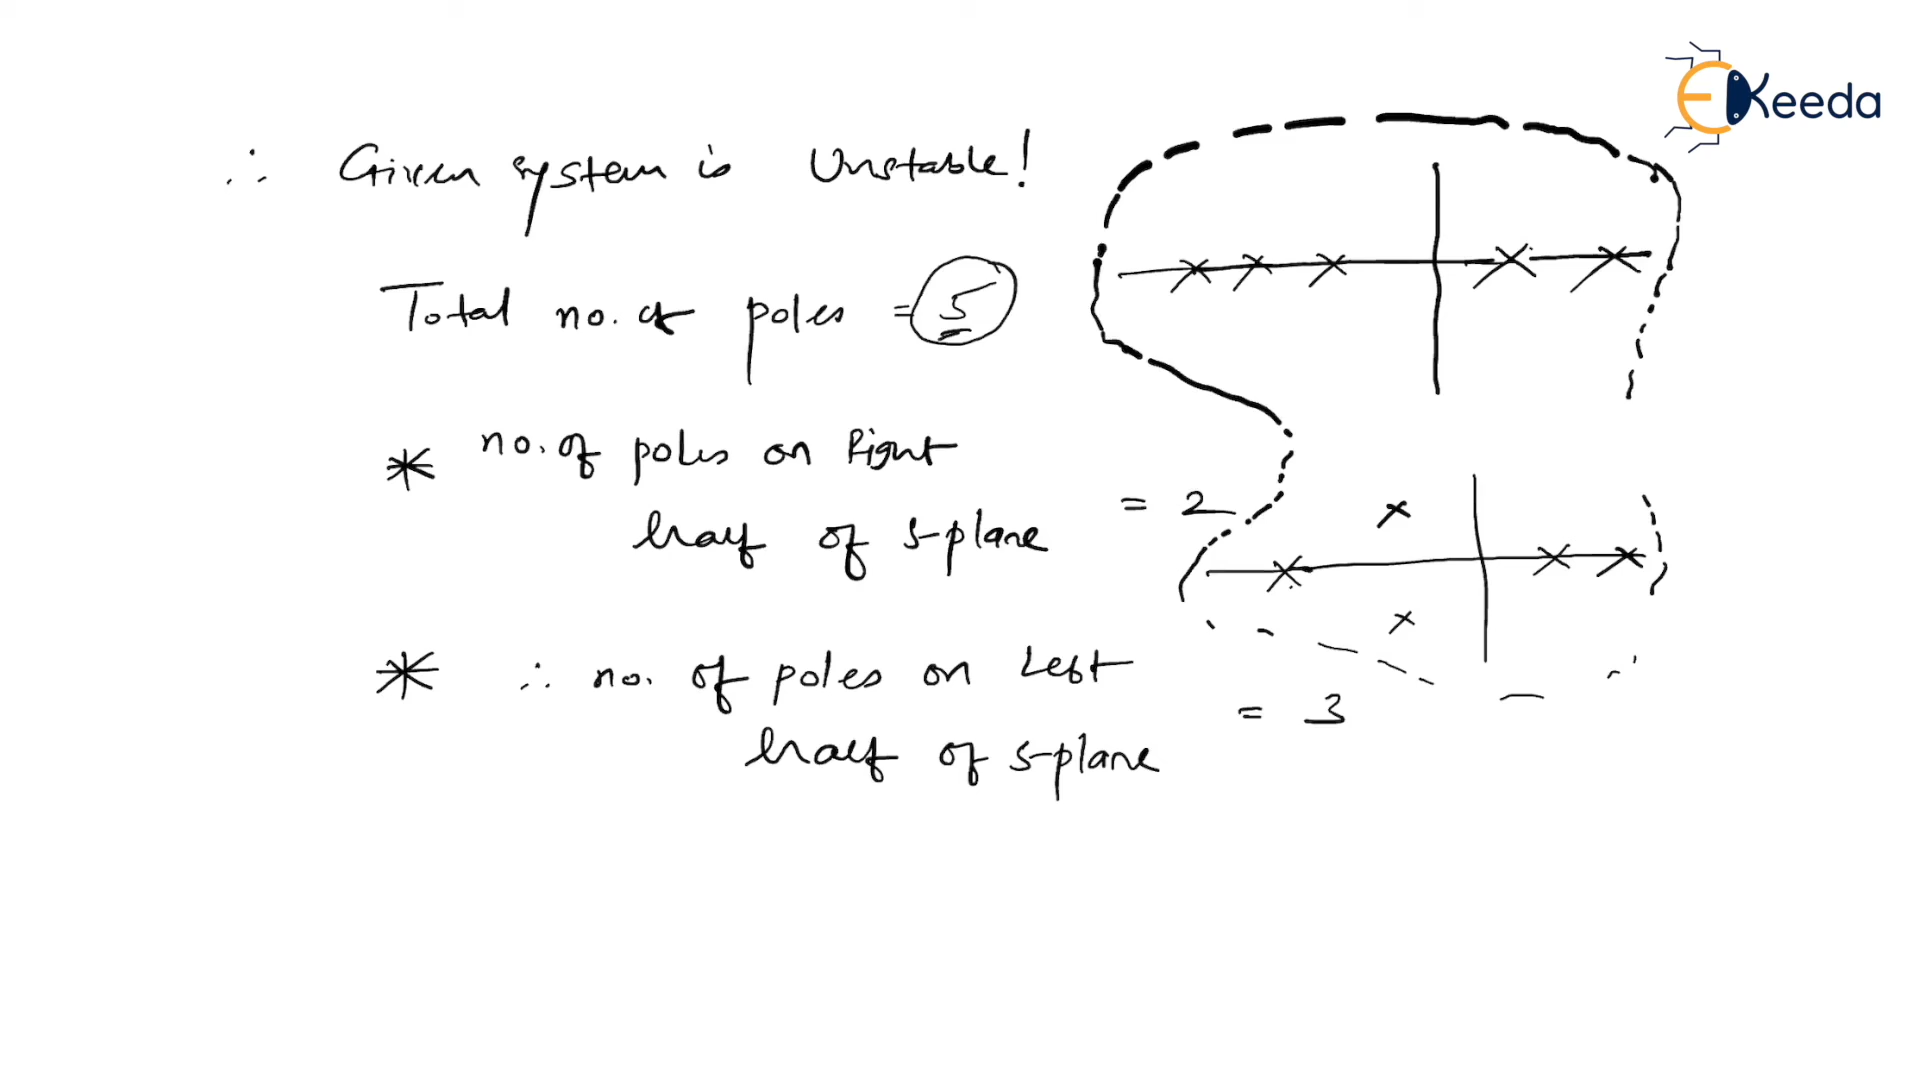 EKeeda
∴ Given system is Unstable!
Total no. of poles = 5
* no. of poles on Right
half of s-plane = 2
* ∴ no. of poles on Left
half of s-plane = 3